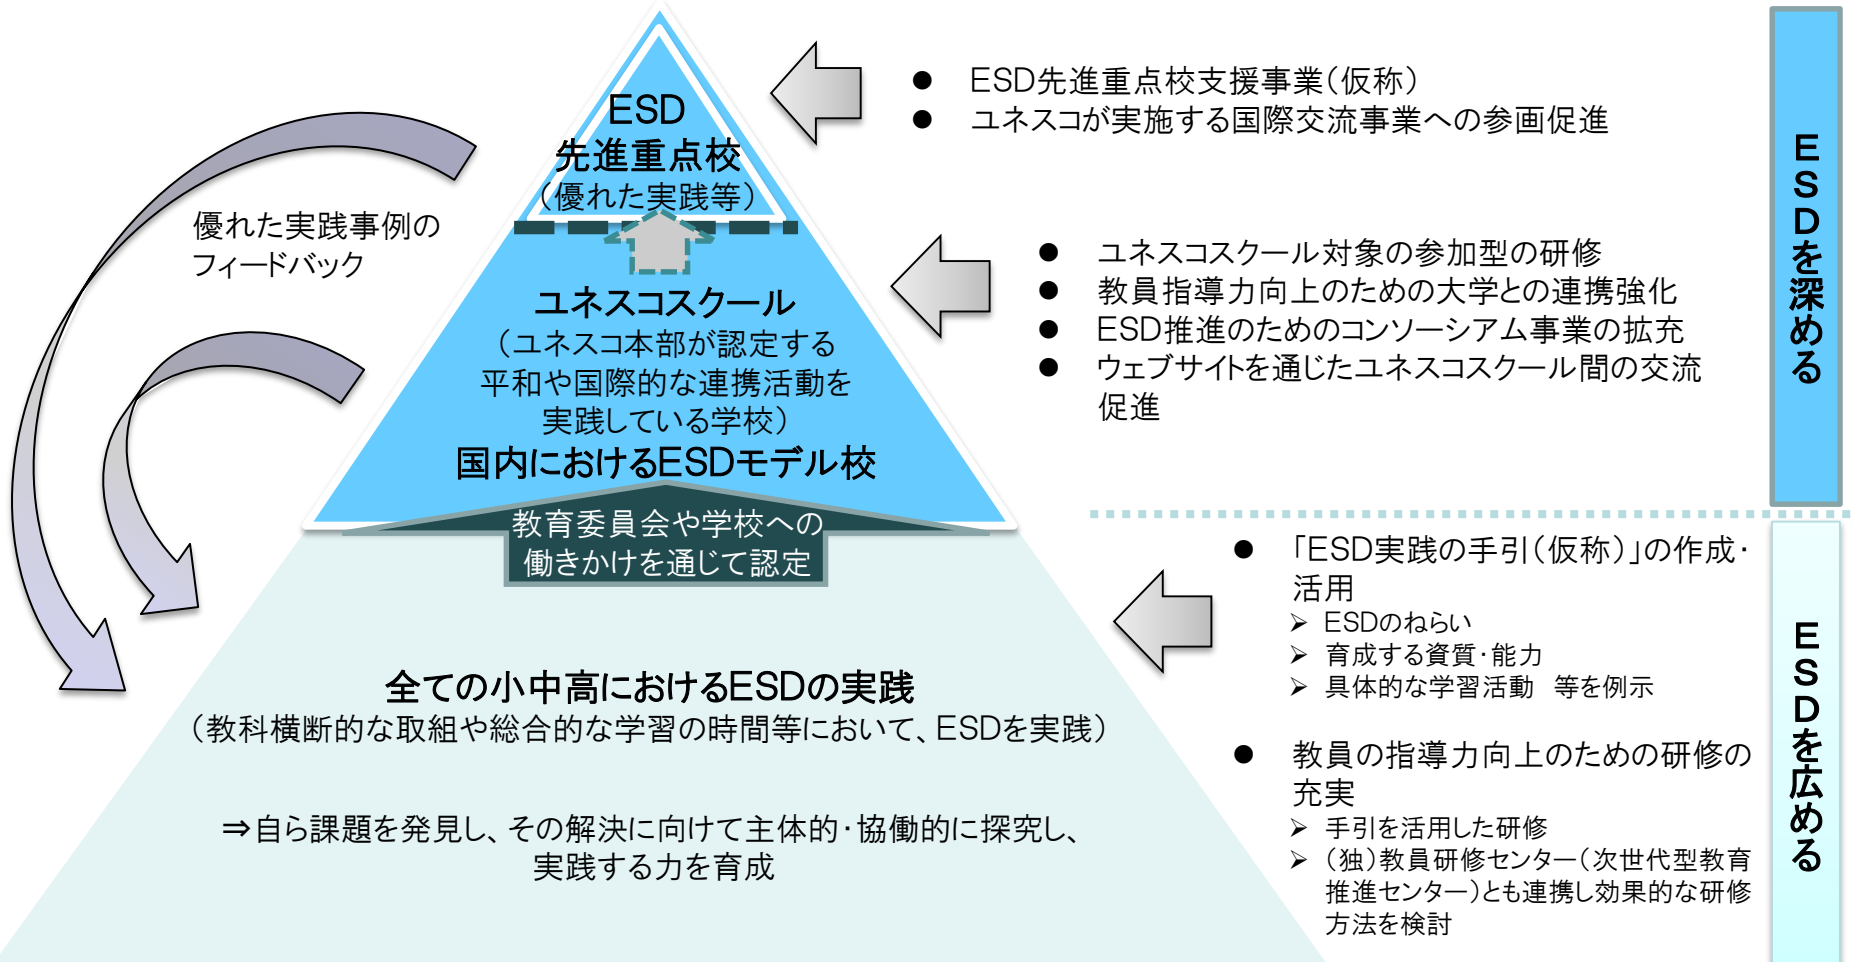 ESD
先進重点校
（優れた実践等）
優れた実践事例の
フィードバック
ユネスコスクール
（ユネスコ本部が認定する
平和や国際的な連携活動を
実践している学校）
国内におけるESDモデル校
教育委員会や学校への
働きかけを通じて認定
全ての小中高におけるESDの実践
（教科横断的な取組や総合的な学習の時間等において、ESDを実践）
⇒自ら課題を発見し、その解決に向けて主体的・協働的に探究し、
実践する力を育成
● ESD先進重点校支援事業（仮称）
● ユネスコが実施する国際交流事業への参画促進
● ユネスコスクール対象の参加型の研修
● 教員指導力向上のための大学との連携強化
● ESD推進のためのコンソーシアム事業の拡充
● ウェブサイトを通じたユネスコスクール間の交流
促進
ESDを深める
● 「ESD実践の手引（仮称）」の作成・
活用
➢ ESDのねらい
➢ 育成する資質・能力
➢ 具体的な学習活動　等を例示
● 教員の指導力向上のための研修の
充実
➢ 手引を活用した研修
➢ （独）教員研修センター（次世代型教育
推進センター）とも連携し効果的な研修
方法を検討
ESDを広める